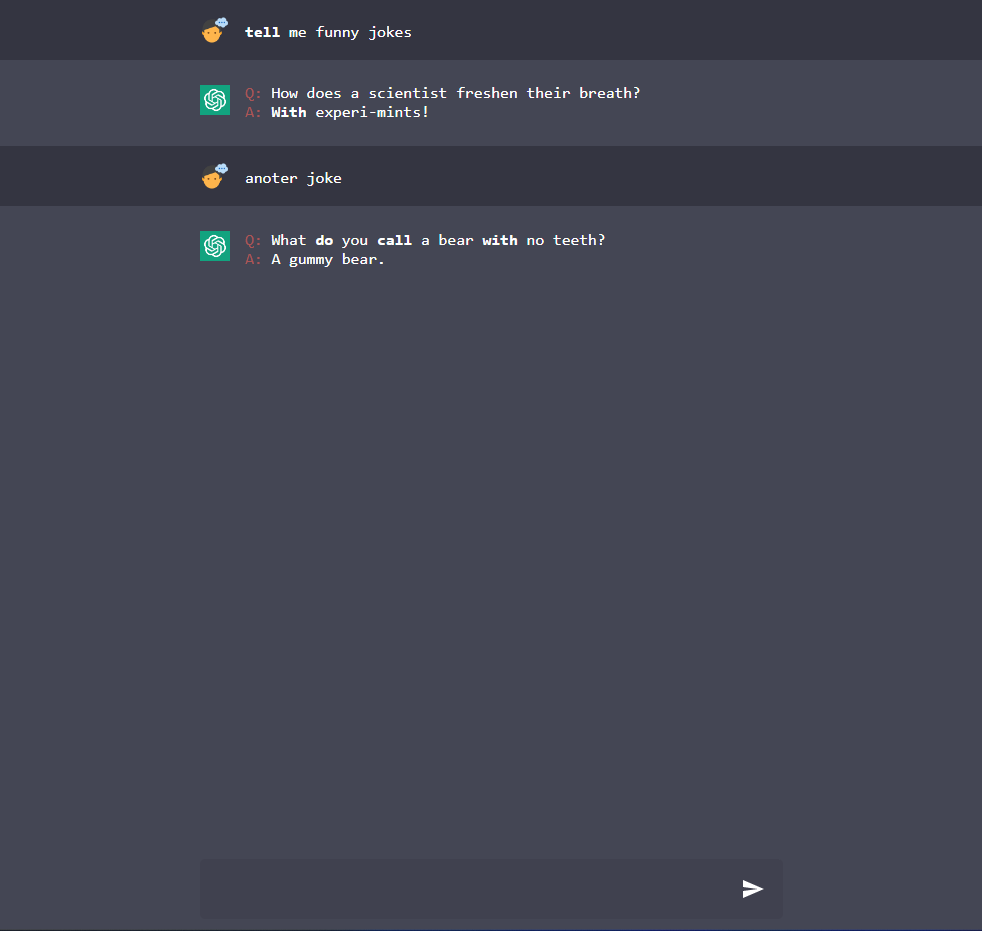 tell me funny jokes
Q: How does a scientist freshen their breath?
A: With experi-mints!
anoter joke
Q: What do you call a bear with no teeth?
A: A gummy bear.